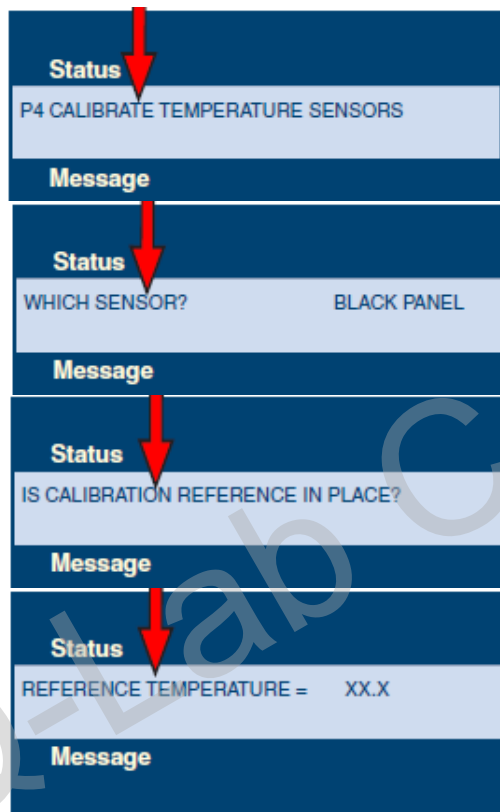 Status
P4 CALIBRATE TEMPERATURE SENSORS
Message
Status
WHICH SENSOR? BLACK PANEL
Message
Status
IS CALIBRATION REFERENCE IN PLACE?
Message
Status
REFERENCE TEMPERATURE = XX.X
Message
Q-Lab C